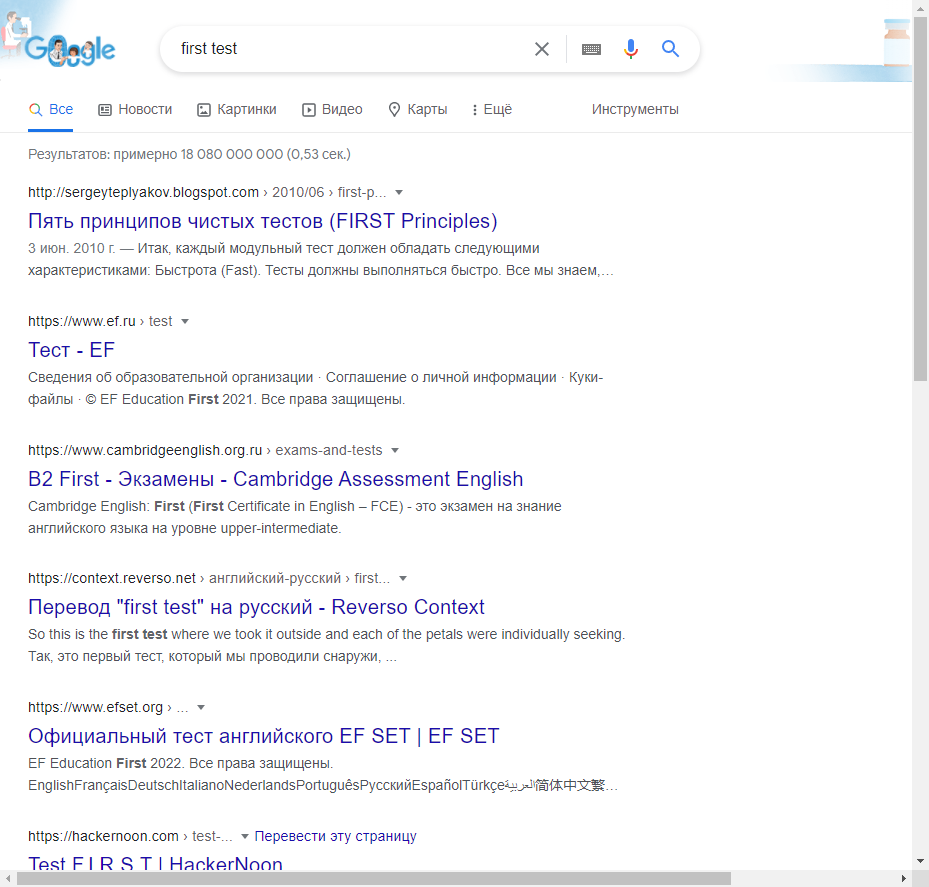 Google
first test
Все Новости Картинки Видео Карты Ещё Инструменты
Результатов: примерно 18 080 000 000 (0,53 сек.)
http://sergeyteplyakov.blogspot.com › 2010/06 › first-p...
Пять принципов чистых тестов (FIRST Principles)
3 июн. 2010 г. — Итак, каждый модульный тест должен обладать следующими
характеристиками: Быстрота (Fast). Тесты должны выполняться быстро. Все мы знаем,…
https://www.ef.ru › test
Тест - EF
Сведения об образовательной организации · Соглашение о личной информации · Куки-
файлы · © EF Education First 2021. Все права защищены.
https://www.cambridgeenglish.org.ru › exams-and-tests
B2 First - Экзамены - Cambridge Assessment English
Cambridge English: First (First Certificate in English – FCE) - это экзамен на знание
английского языка на уровне upper-intermediate.
https://context.reverso.net › английский-русский › first...
Перевод "first test" на русский - Reverso Context
So this is the first test where we took it outside and each of the petals were individually seeking.
Так, это первый тест, который мы проводили снаружи, ...
https://www.efset.org › ...
Официальный тест английского EF SET | EF SET
EF Education First 2022. Все права защищены.
EnglishFrançaisDeutschItalianoNederlandsPortuguêsРусскийEspañolTürkçeالعربية简体中文繁…
https://hackernoon.com › test-... Перевести эту страницу
Test F.I.R.S.T | HackerNoon